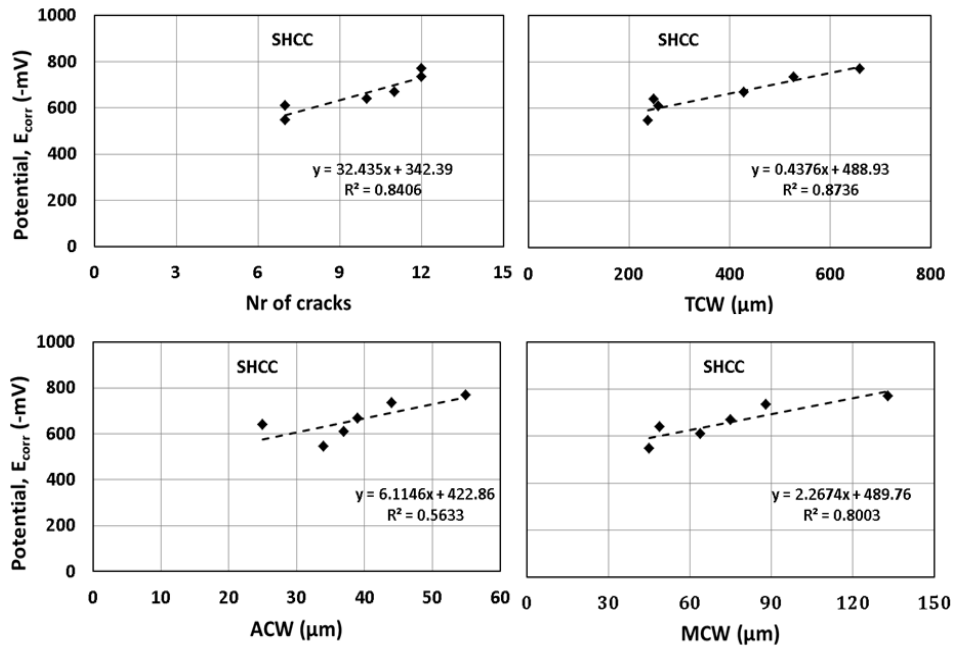 1000
800
600
400
200
0
Potential, Ecorr (-mV)
SHCC
y = 32.435x + 342.39
R² = 0.8406
0 3 6 9 12 15
Nr of cracks
SHCC
y = 0.4376x + 488.93
R² = 0.8736
0 200 400 600 800
TCW (μm)
1000
800
600
400
200
0
Potential, Ecorr (-mV)
SHCC
y = 6.1146x + 422.86
R² = 0.5633
0 10 20 30 40 50 60
ACW (μm)
SHCC
y = 2.2674x + 489.76
R² = 0.8003
0 30 60 90 120 150
MCW (μm)